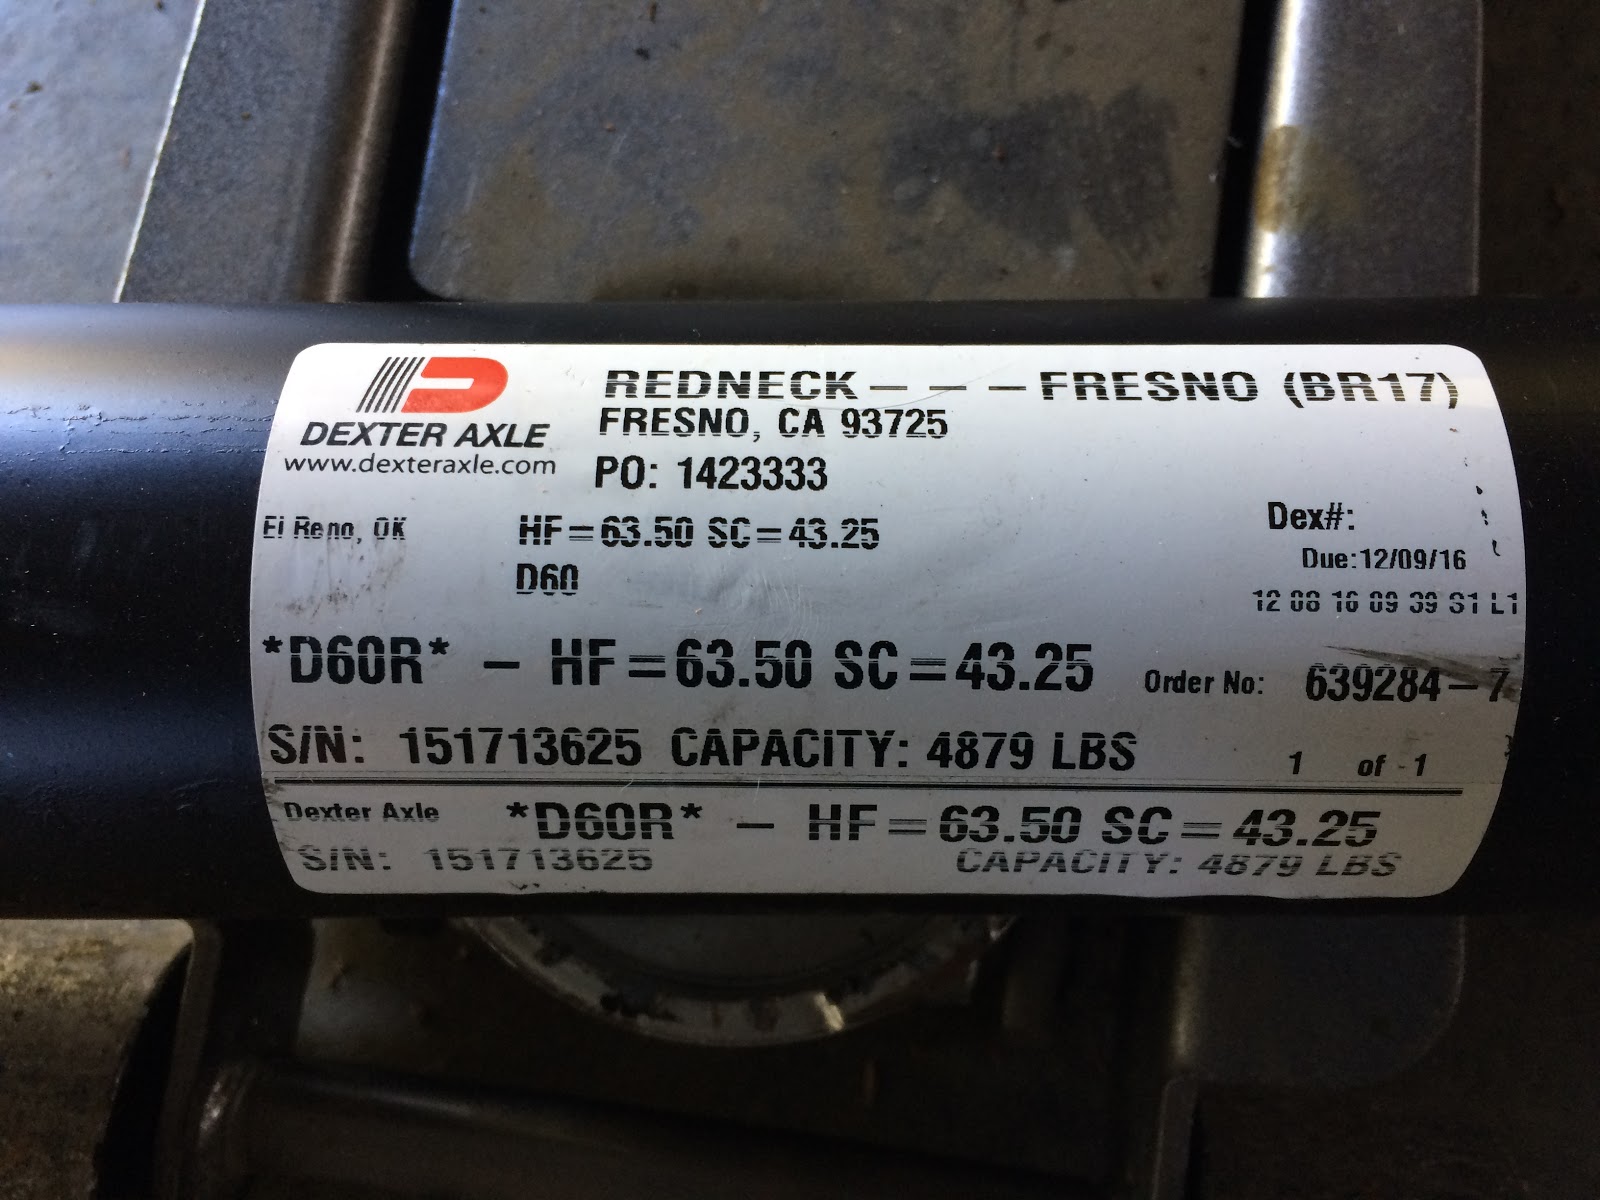 DEXTER AXLE
www.dexteraxle.com
REDNECK - - - FRESNO (BR17)
FRESNO, CA 93725
PO: 1423333
El Reno, OK
HF=63.50 SC=43.25
D60
Dex#:
Due:12/09/16
12 08 16 09 39 S1 L1
*D60R* - HF=63.50 SC=43.25
Order No: 639284-7
S/N: 151713625 CAPACITY: 4879 LBS
1 of 1
Dexter Axle *D60R* - HF=63.50 SC=43.25
S/N: 151713625 CAPACITY: 4879 LBS